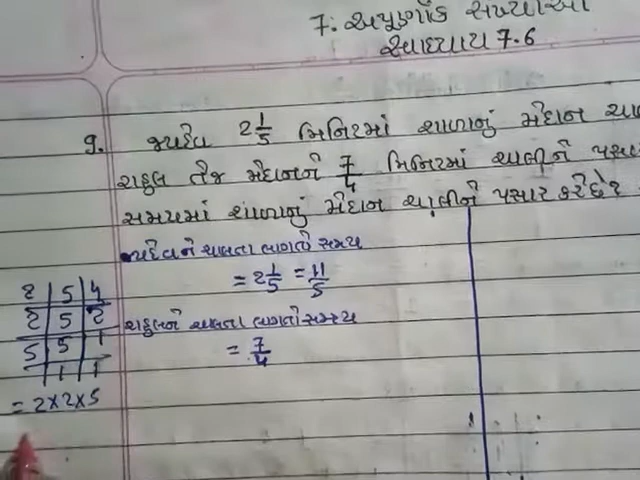 7: અપૂર્ણાંક સંખ્યાઓ
સ્વાધ્યાય 7.6
9. જયદેવ 2 1/5 મિનિટમાં શાળાનું મેદાન
રાહુલ તેજ મેદાનને 7/4 મિનિટમાં ચાલીને
સમયમાં શાળાનું મેદાન ચાલીને પસાર કરે છે?
જયદેવને ચાલતા લાગતો સમય
= 2 1/5 = 11/5
રાહુલને ચાલતા લાગતો સમય
= 7/4
2 | 5 | 4
2 | 5 | 2
5 | 5 | 1
1 | 1
= 2×2×5